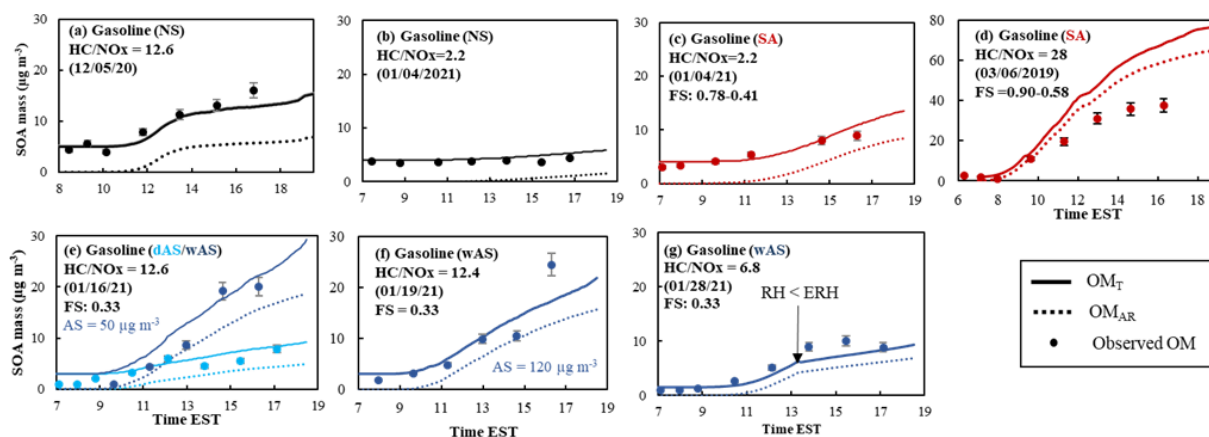 (a) Gasoline (NS)
HC/NOx = 12.6
(12/05/20)
SOA mass (µg m⁻³)
30
20
10
0
8 10 12 14 16 18
(b) Gasoline (NS)
HC/NOx=2.2
(01/04/2021)
30
20
10
0
7 9 11 13 15 17 19
(c) Gasoline (SA)
HC/NOx=2.2
(01/04/21)
FS: 0.78-0.41
30
20
10
0
7 9 11 13 15 17 19
(d) Gasoline (SA)
HC/NOx = 28
(03/06/2019)
FS =0.90-0.58
80
60
40
20
0
6 8 10 12 14 16 18
Time EST
(e) Gasoline (dAS/wAS)
HC/NOx = 12.6
(01/16/21)
FS: 0.33
AS = 50 µg m⁻³
SOA mass (µg m⁻³)
30
20
10
0
7 9 11 13 15 17 19
Time EST
(f) Gasoline (wAS)
HC/NOx = 12.4
(01/19/21)
FS = 0.33
AS = 120 µg m⁻³
30
20
10
0
7 9 11 13 15 17 19
Time EST
(g) Gasoline (wAS)
HC/NOx = 6.8
(01/28/21)
FS: 0.33
RH < ERH
30
20
10
0
7 9 11 13 15 17 19
Time EST
OM_T
OM_AR
Observed OM